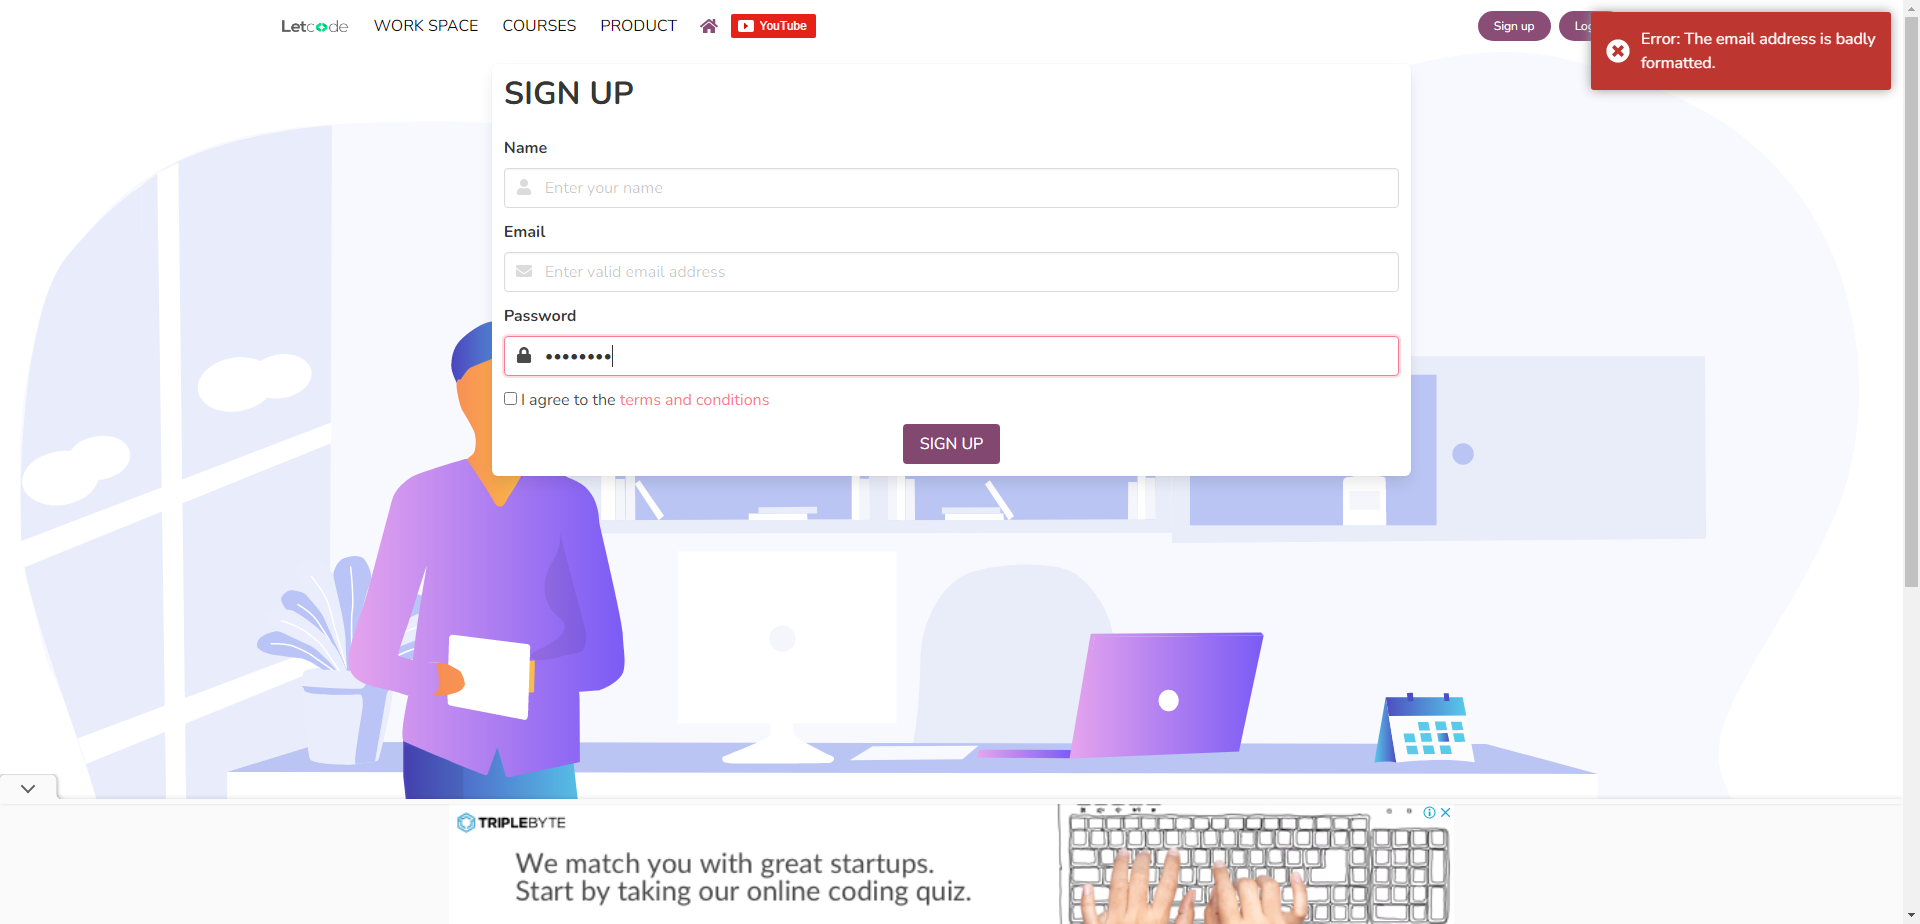 Letcode
WORK SPACE
COURSES
PRODUCT
YouTube
Sign up
Log
Error: The email address is badly
formatted.
SIGN UP
Name
Enter your name
Email
Enter valid email address
Password
I agree to the terms and conditions
SIGN UP
TRIPLEBYTE
We match you with great startups.
Start by taking our online coding quiz.